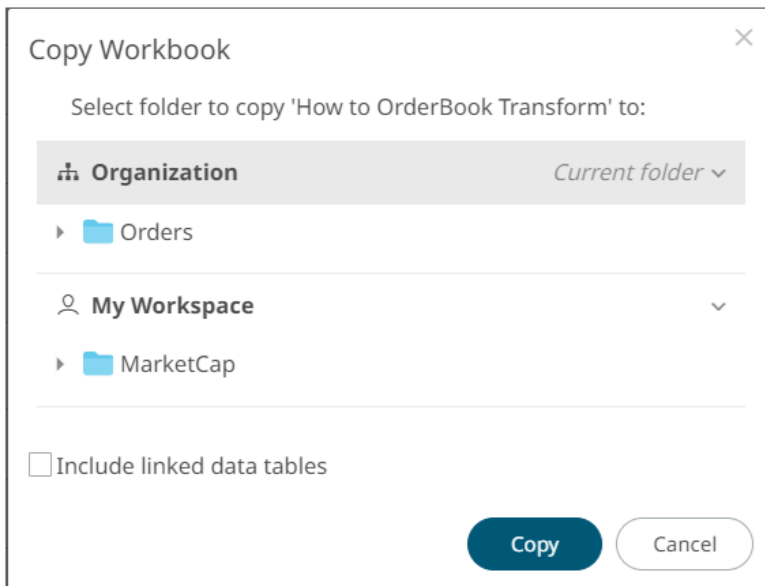 Copy Workbook
Select folder to copy 'How to OrderBook Transform' to:
Organization Current folder
Orders
My Workspace
MarketCap
Include linked data tables
Copy Cancel